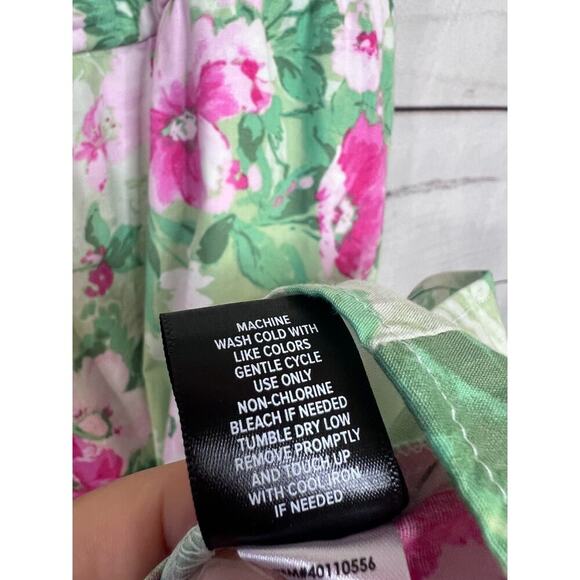 MACHINE
WASH COLD WITH
LIKE COLORS
GENTLE CYCLE
USE ONLY
NON-CHLORINE
BLEACH IF NEEDED
TUMBLE DRY LOW
REMOVE PROMPTLY
AND TOUCH UP
WITH COOL IRON
IF NEEDED
#40110556